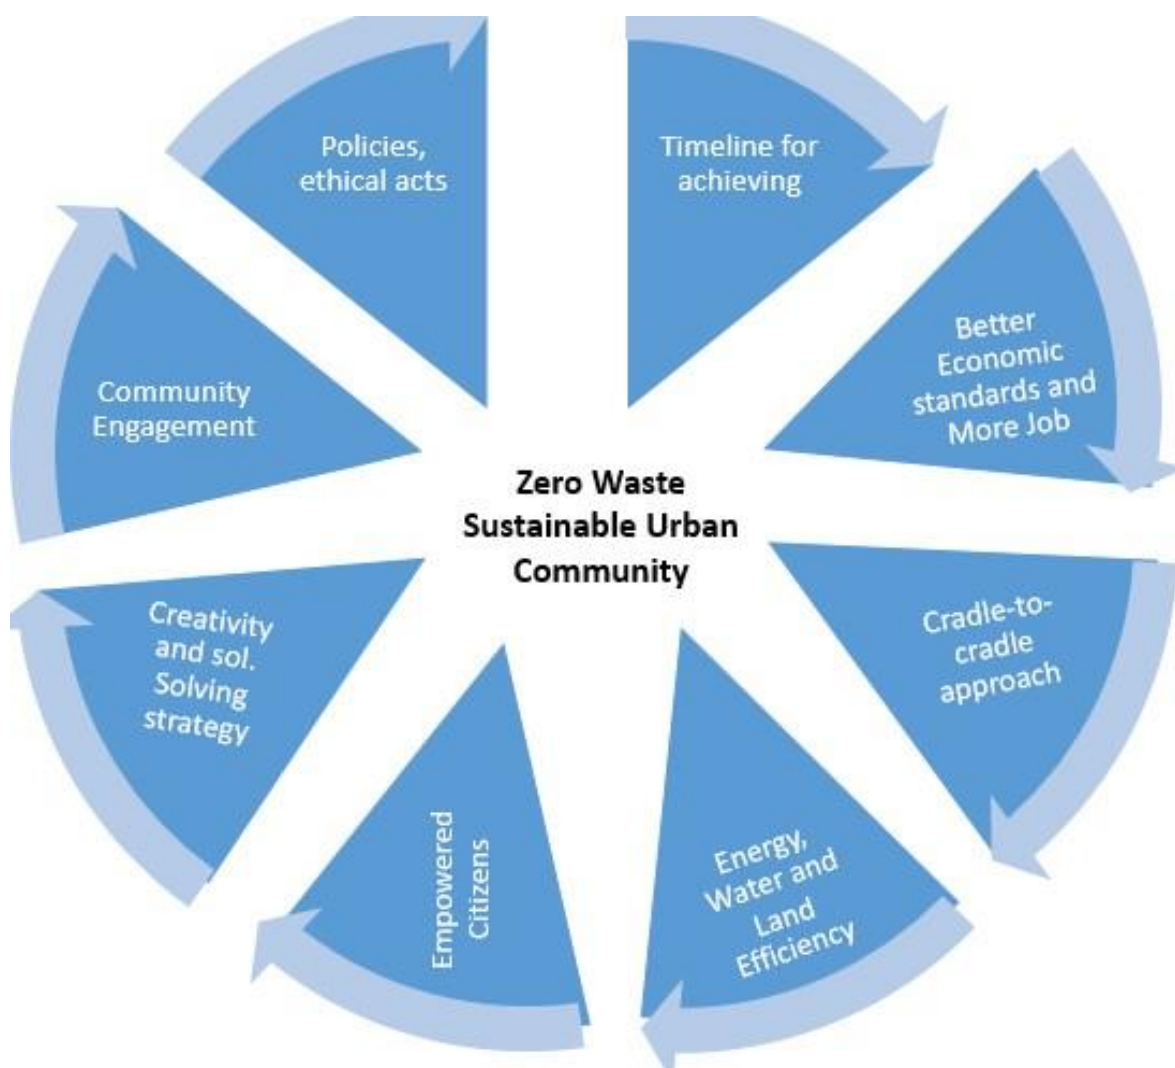 Policies,
ethical acts
Timeline for
achieving
Better
Economic
standards and
More Job
Cradle-to-
cradle
approach
Energy,
Water and
Land
Efficiency
Empowered
Citizens
Creativity
and sol.
Solving
strategy
Community
Engagement
Zero Waste
Sustainable Urban
Community